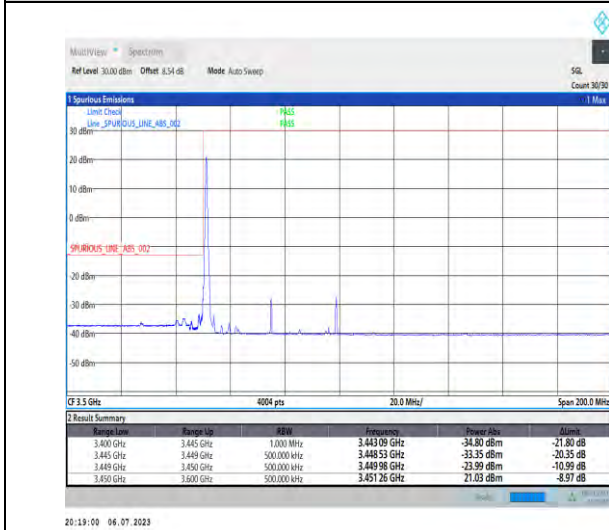 MultiView Spectrum
Ref Level 30.00 dBm Offset 8.54 dB Mode Auto Sweep SGL
Count 30/30
1 Spurious Emissions 1 Max
Limit Check PASS
Line _SPURIOUS_LINE_ABS_002 PASS
30 dBm
20 dBm
10 dBm
0 dBm
_SPURIOUS_LINE_ABS_002
-20 dBm
-30 dBm
-40 dBm
-50 dBm
CF 3.5 GHz 4004 pts 20.0 MHz/ Span 200.0 MHz
2 Result Summary
Range Low Range Up RBW Frequency Power Abs ΔLimit
3.400 GHz 3.445 GHz 1.000 MHz 3.443 09 GHz -34.80 dBm -21.80 dB
3.445 GHz 3.449 GHz 500.000 kHz 3.448 53 GHz -33.35 dBm -20.35 dB
3.449 GHz 3.450 GHz 500.000 kHz 3.449 98 GHz -23.99 dBm -10.99 dB
3.450 GHz 3.600 GHz 500.000 kHz 3.451 26 GHz 21.03 dBm -8.97 dB
Ready
20:19:00 06.07.2023